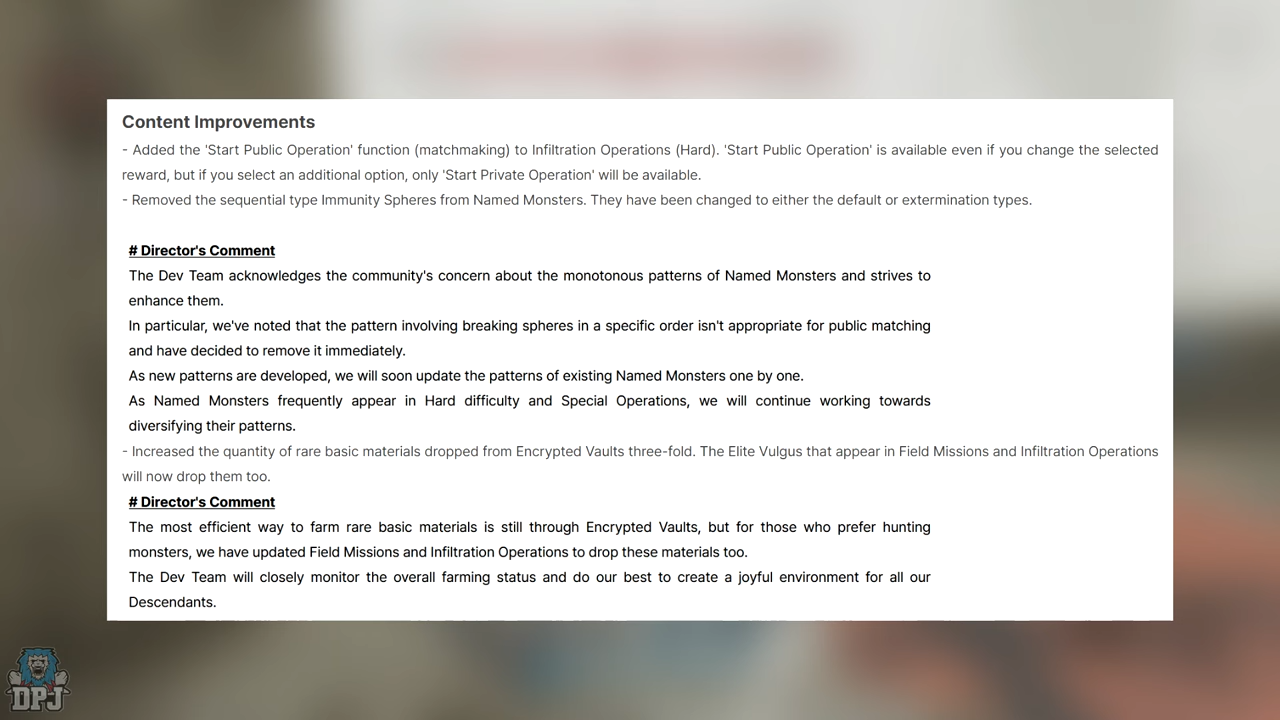 Content Improvements
- Added the 'Start Public Operation' function (matchmaking) to Infiltration Operations (Hard). 'Start Public Operation' is available even if you change the selected
reward, but if you select an additional option, only 'Start Private Operation' will be available.
- Removed the sequential type Immunity Spheres from Named Monsters. They have been changed to either the default or extermination types.
# Director's Comment
The Dev Team acknowledges the community's concern about the monotonous patterns of Named Monsters and strives to
enhance them.
In particular, we've noted that the pattern involving breaking spheres in a specific order isn't appropriate for public matching
and have decided to remove it immediately.
As new patterns are developed, we will soon update the patterns of existing Named Monsters one by one.
As Named Monsters frequently appear in Hard difficulty and Special Operations, we will continue working towards
diversifying their patterns.
- Increased the quantity of rare basic materials dropped from Encrypted Vaults three-fold. The Elite Vulgus that appear in Field Missions and Infiltration Operations
will now drop them too.
# Director's Comment
The most efficient way to farm rare basic materials is still through Encrypted Vaults, but for those who prefer hunting
monsters, we have updated Field Missions and Infiltration Operations to drop these materials too.
The Dev Team will closely monitor the overall farming status and do our best to create a joyful environment for all our
Descendants.
DPJ